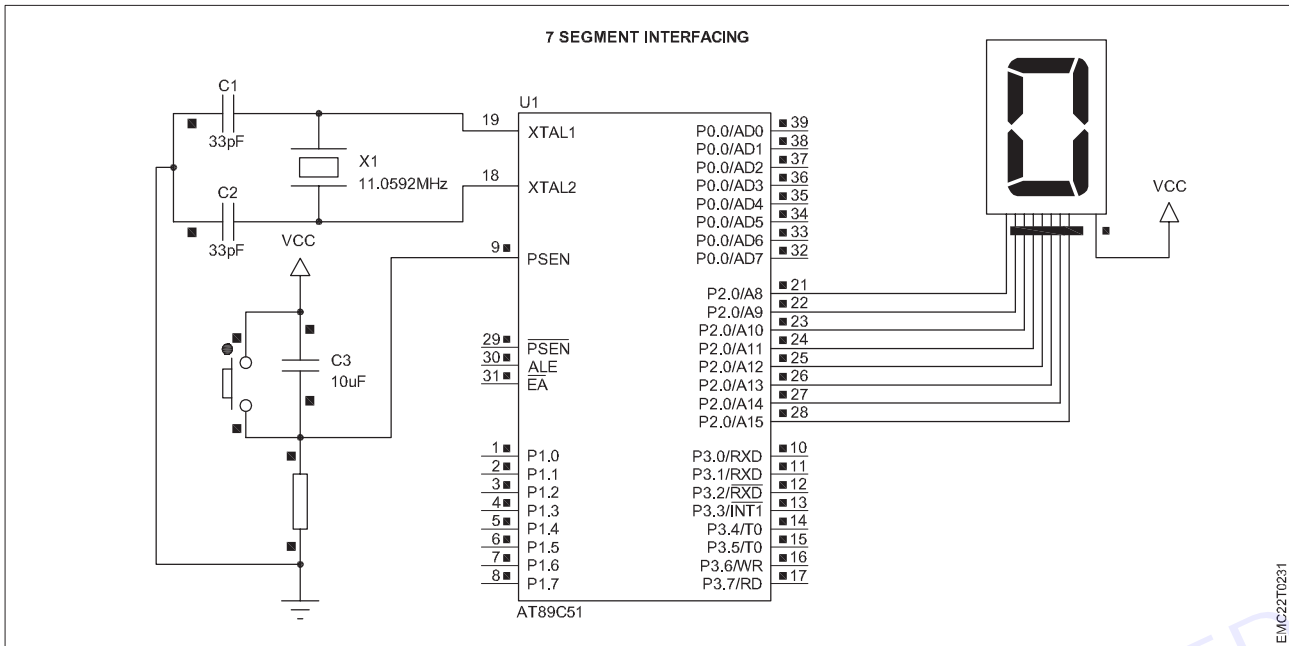 7 SEGMENT INTERFACING
C1
33pF
X1
11.0592MHz
C2
33pF
VCC
C3
10uF
U1
19
XTAL1
18
XTAL2
9
PSEN
29
PSEN
30
ALE
31
EA
1
P1.0
2
P1.1
3
P1.2
4
P1.3
5
P1.4
6
P1.5
7
P1.6
8
P1.7
P0.0/AD0
39
P0.0/AD1
38
P0.0/AD2
37
P0.0/AD3
36
P0.0/AD4
35
P0.0/AD5
34
P0.0/AD6
33
P0.0/AD7
32
P2.0/A8
21
P2.0/A9
22
P2.0/A10
23
P2.0/A11
24
P2.0/A12
25
P2.0/A13
26
P2.0/A14
27
P2.0/A15
28
P3.0/RXD
10
P3.1/RXD
11
P3.2/RXD
12
P3.3/INT1
13
P3.4/T0
14
P3.5/T0
15
P3.6/WR
16
P3.7/RD
17
AT89C51
0
VCC
EMC22T0231